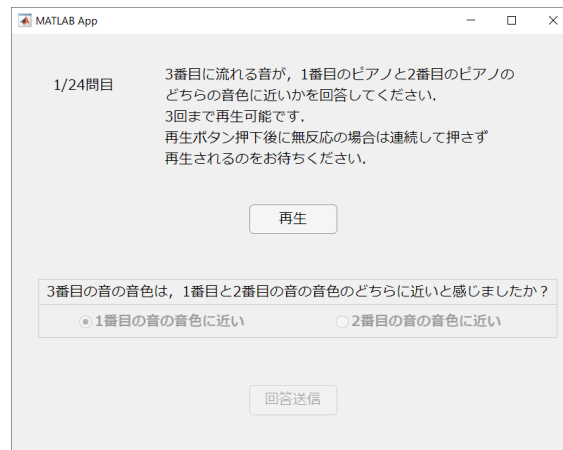 MATLAB App
1/24問目
3番目に流れる音が，1番目のピアノと2番目のピアノの
どちらの音色に近いかを回答してください．
3回まで再生可能です．
再生ボタン押下後に無反応の場合は連続して押さず
再生されるのをお待ちください．
再生
3番目の音の音色は，1番目と2番目の音の音色のどちらに近いと感じましたか？
1番目の音の音色に近い
2番目の音の音色に近い
回答送信